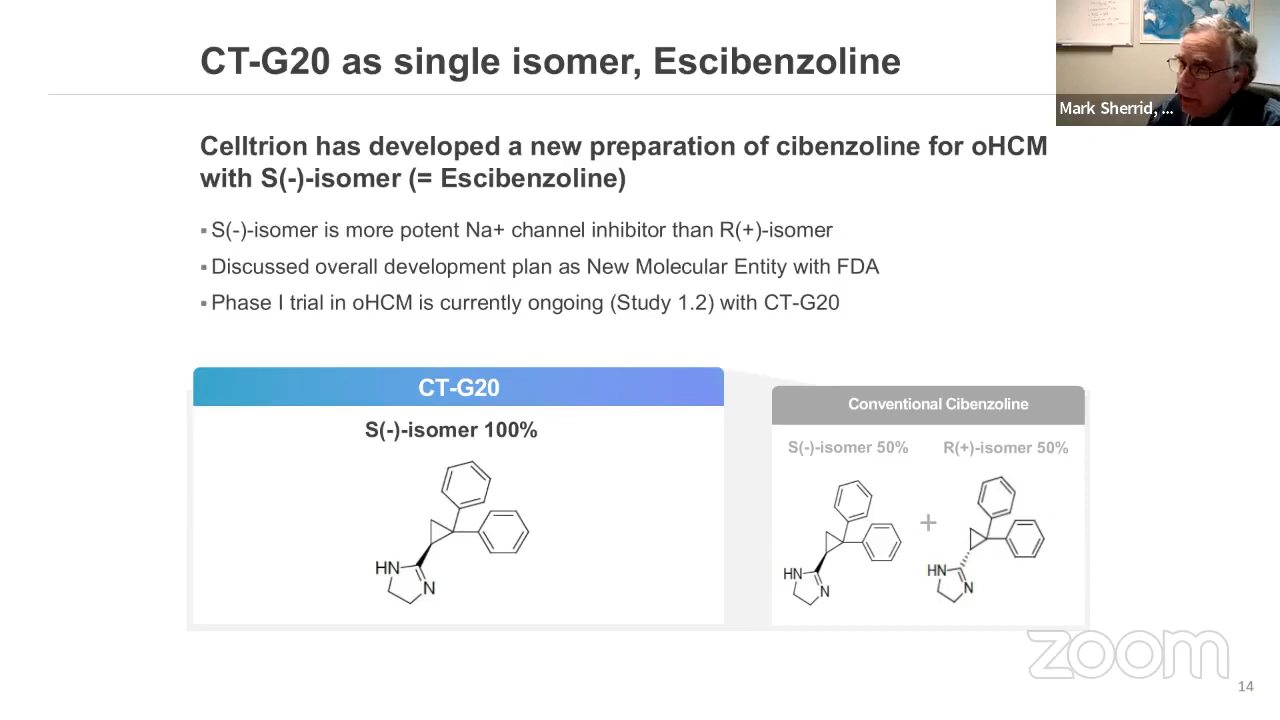 CT-G20 as single isomer, Escibenzoline
Mark Sherrid, ...
Celltrion has developed a new preparation of cibenzoline for oHCM
with S(-)-isomer (= Escibenzoline)
▪ S(-)-isomer is more potent Na+ channel inhibitor than R(+)-isomer
▪ Discussed overall development plan as New Molecular Entity with FDA
▪ Phase I trial in oHCM is currently ongoing (Study 1.2) with CT-G20
CT-G20
S(-)-isomer 100%
HN
N
Conventional Cibenzoline
S(-)-isomer 50% R(+)-isomer 50%
+
HN
N
HN
N
zoom
14